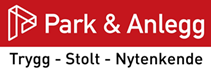 Park & Anlegg
Trygg - Stolt - Nytenkende